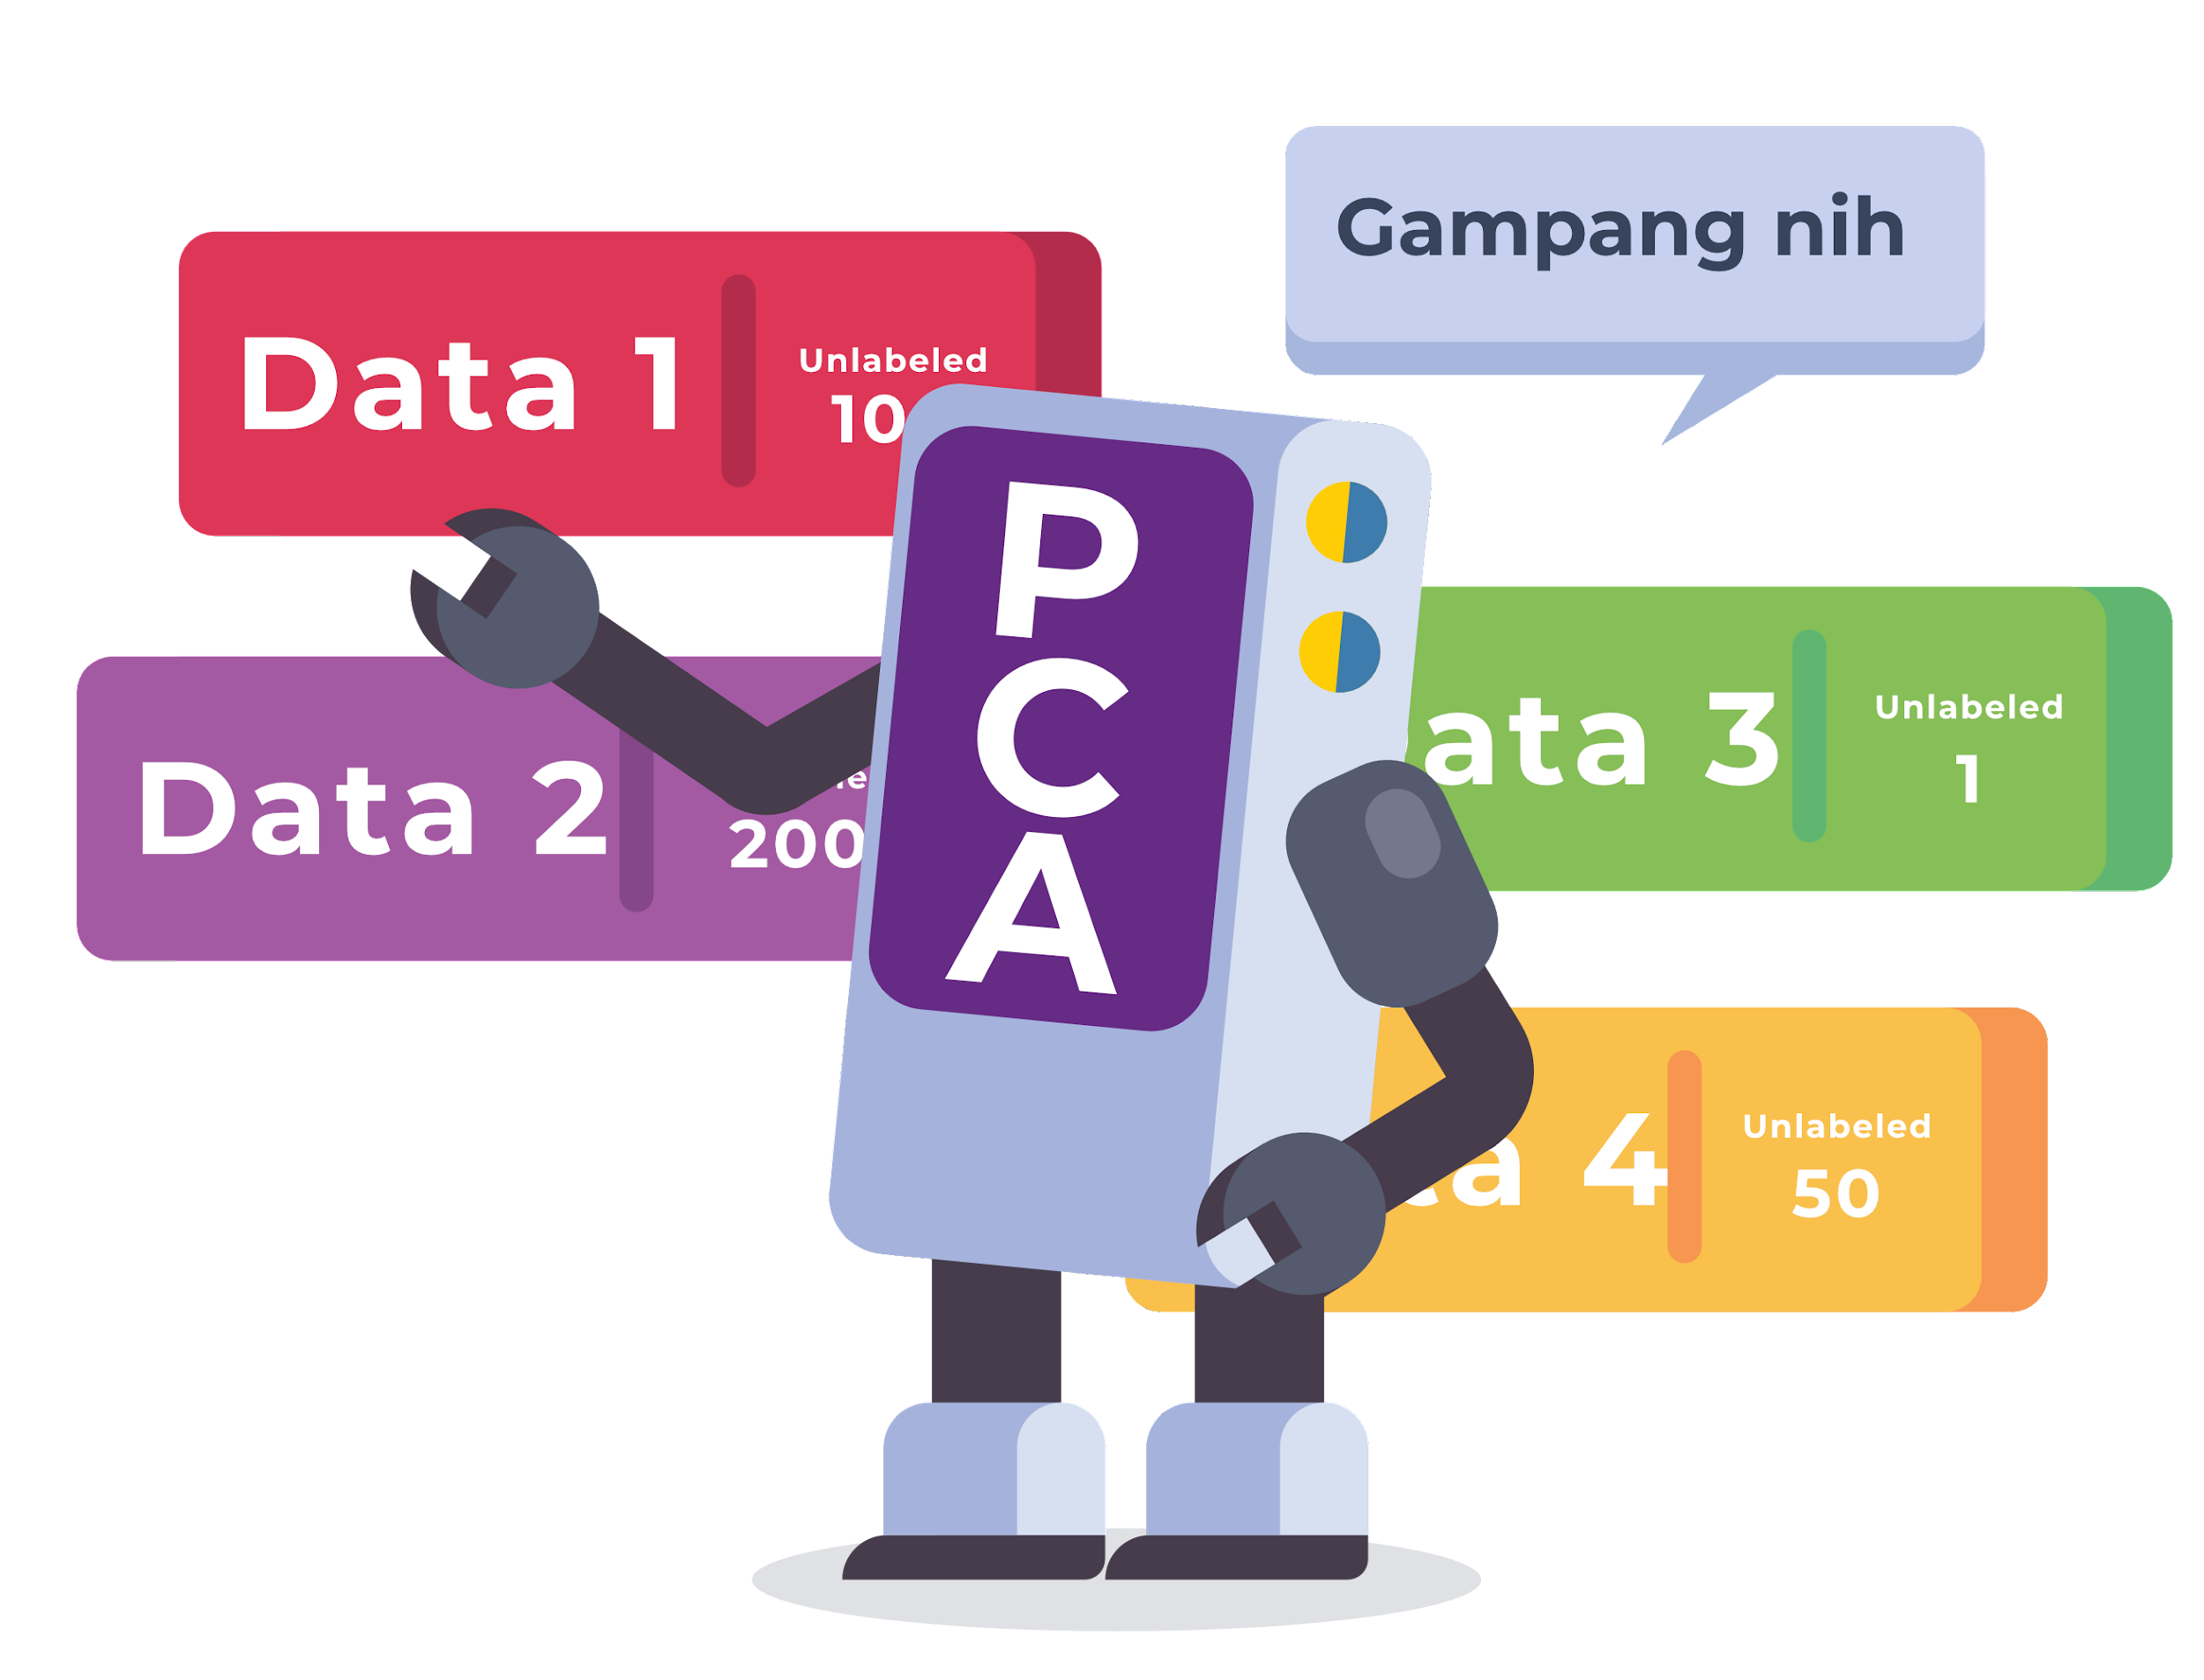 Gampang nih
Data 1
Unlabeled
10
PCA
Data 2
200
ata 3
Unlabeled
1
a 4
Unlabeled
50